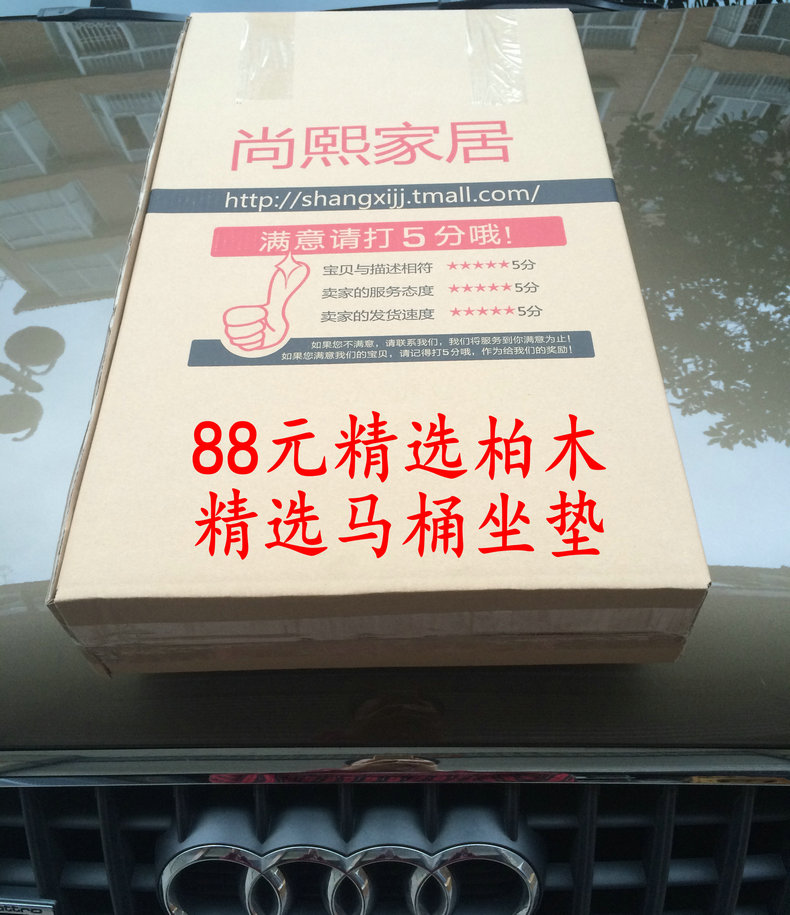 尚熙家居
http://shangxijj.tmall.com/
满意请打5分哦!
宝贝与描述相符 ★★★★★5分
卖家的服务态度 ★★★★★5分
卖家的发货速度 ★★★★★5分
如果您不满意，请联系我们，我们将服务到你满意为止!
如果您满意我们的宝贝，请记得打5分哦，作为给我们的奖励!
88元精选柏木
精选马桶坐垫